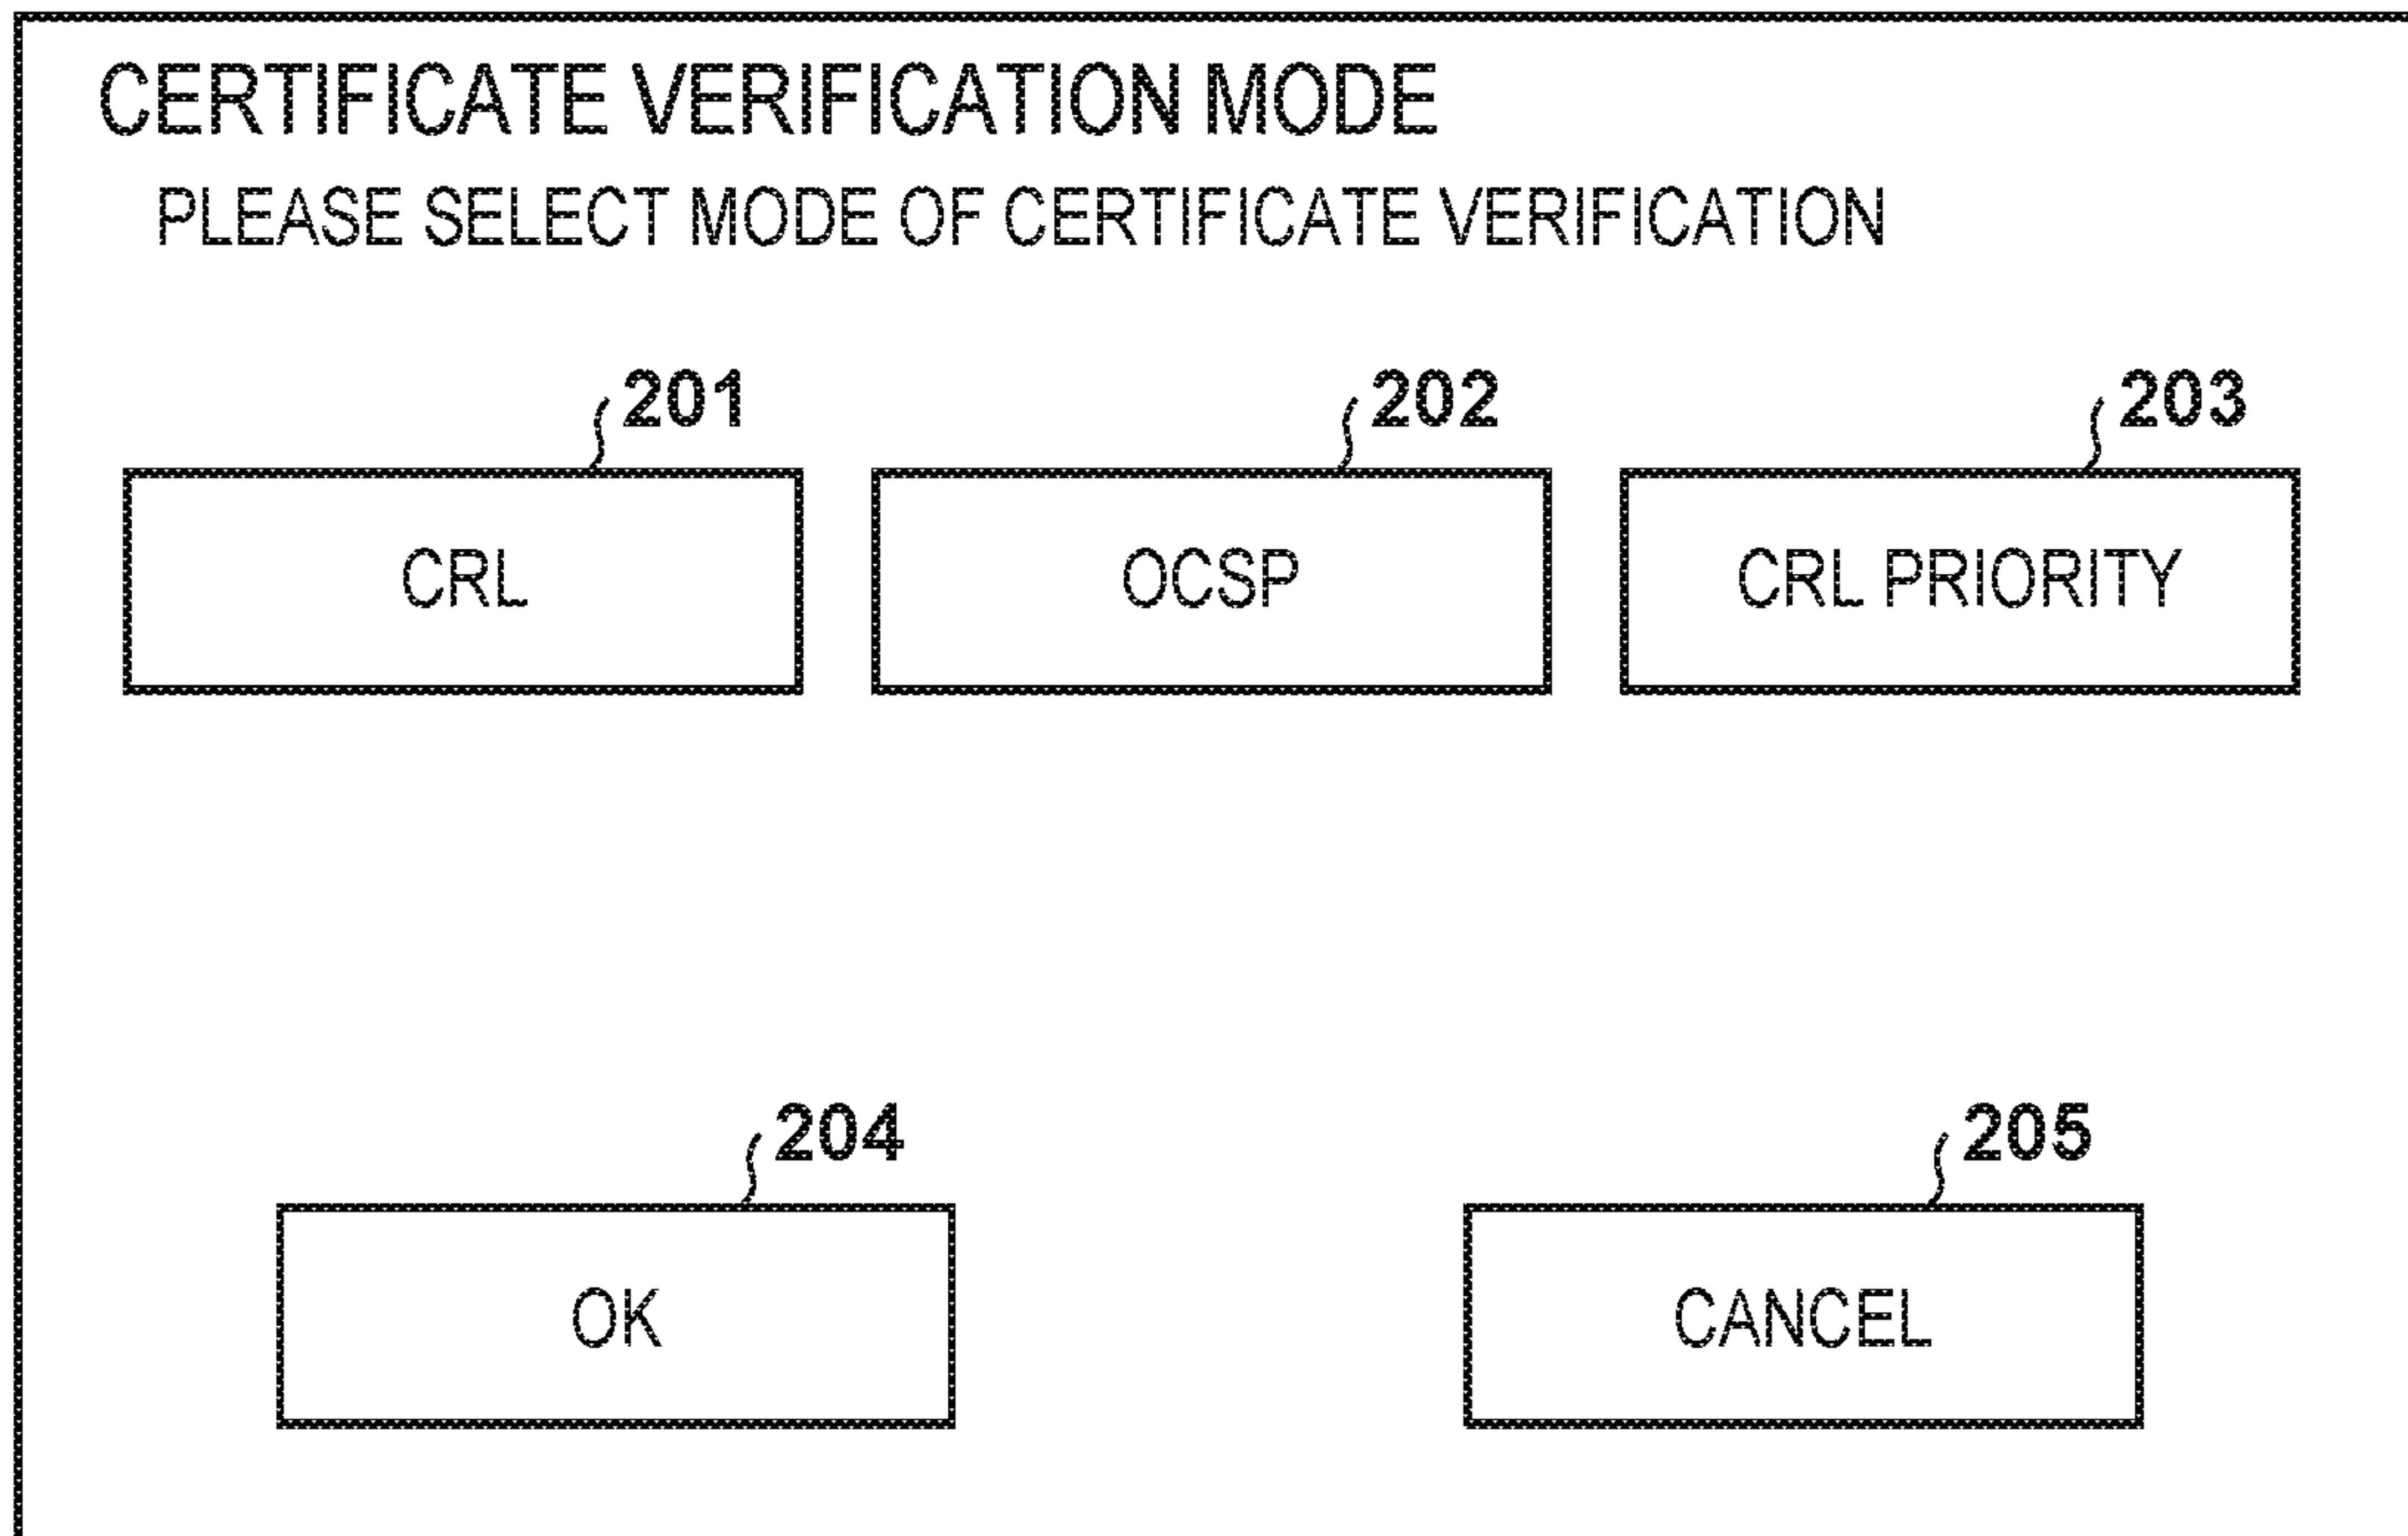 CERTIFICATE VERIFICATION MODE
PLEASE SELECT MODE OF CERTIFICATE VERIFICATION
201 202 203
CRL OCSP CRL PRIORITY
204 205
OK CANCEL